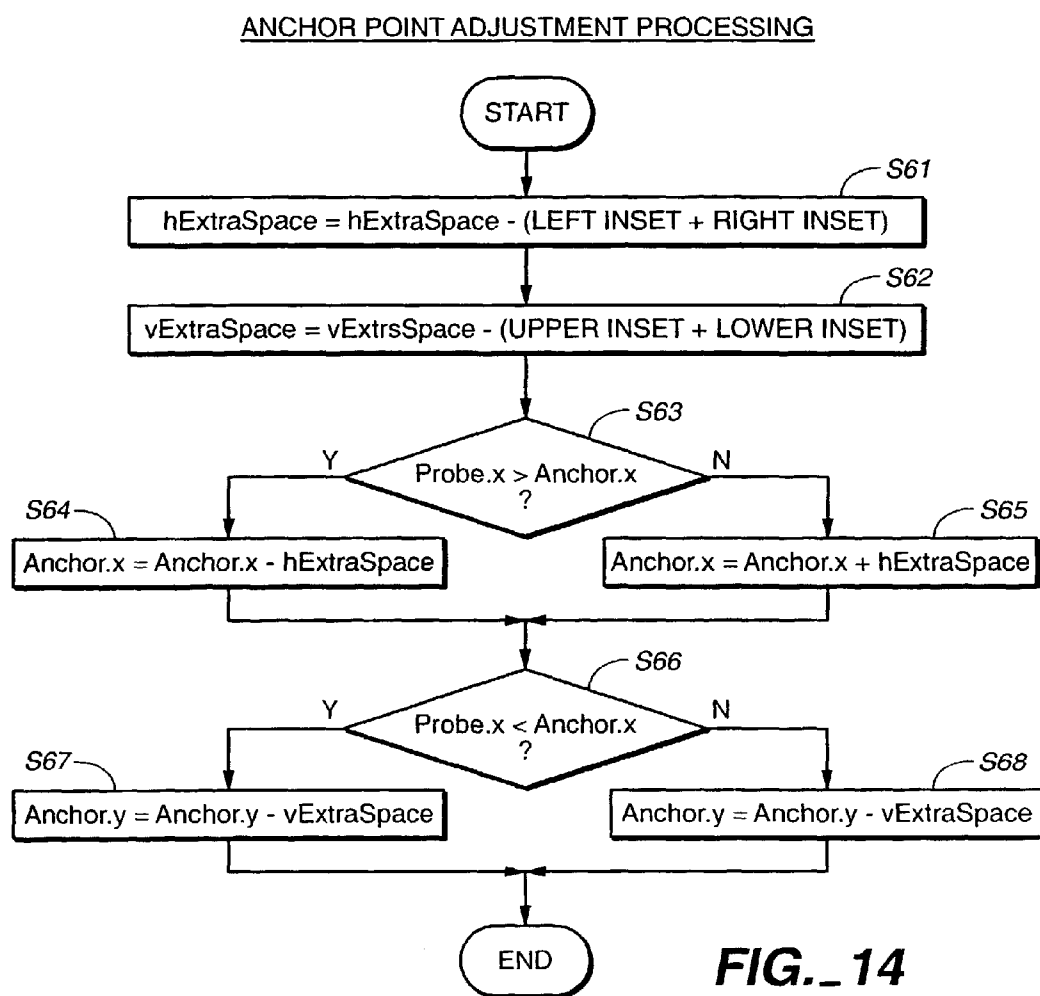 ANCHOR POINT ADJUSTMENT PROCESSING
START
S61
hExtraSpace = hExtraSpace - (LEFT INSET + RIGHT INSET)
S62
vExtraSpace = vExtrsSpace - (UPPER INSET + LOWER INSET)
S63
Y
Probe.x > Anchor.x
?
N
S64
Anchor.x = Anchor.x - hExtraSpace
S65
Anchor.x = Anchor.x + hExtraSpace
S66
Y
Probe.x < Anchor.x
?
N
S67
Anchor.y = Anchor.y - vExtraSpace
S68
Anchor.y = Anchor.y - vExtraSpace
END
FIG._14